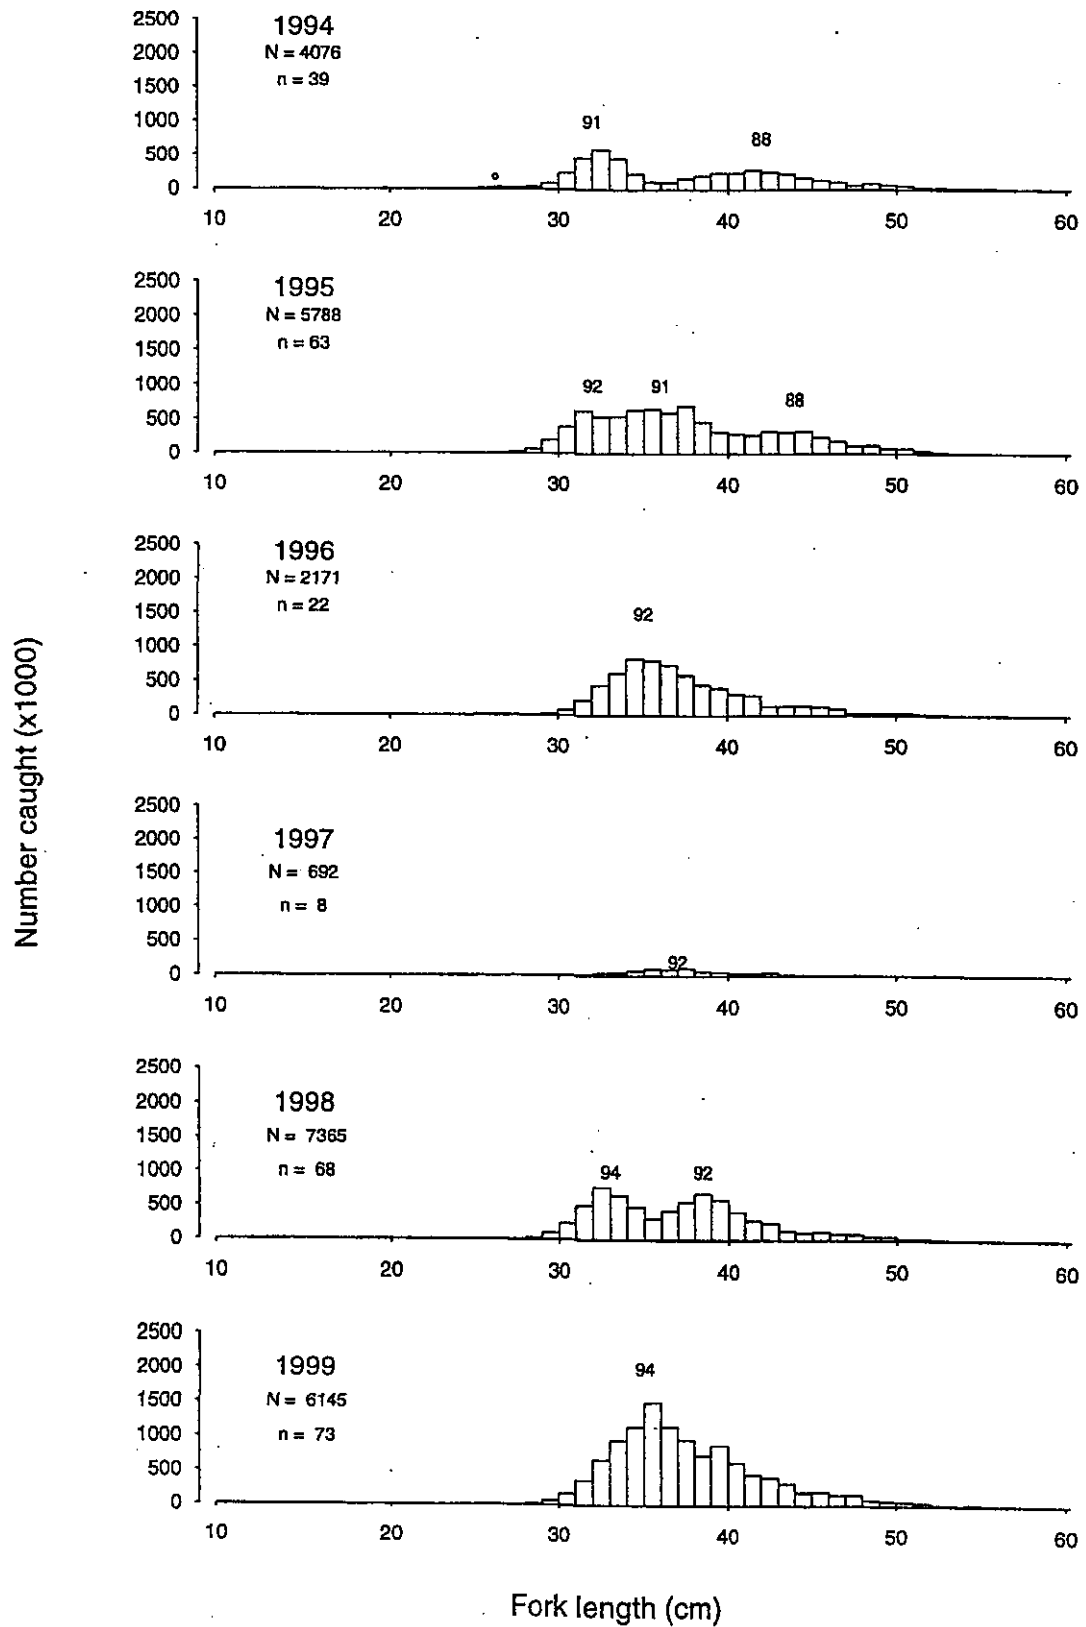 Number caught (x1000)
2500
2000
1500
1000
500
0
1994
N = 4076
n = 39
91
88
10 20 30 40 50 60
2500
2000
1500
1000
500
0
1995
N = 5788
n = 63
92 91 88
10 20 30 40 50 60
2500
2000
1500
1000
500
0
1996
N = 2171
n = 22
92
10 20 30 40 50 60
2500
2000
1500
1000
500
0
1997
N = 692
n = 8
92
10 20 30 40 50 60
2500
2000
1500
1000
500
0
1998
N = 7365
n = 68
94 92
10 20 30 40 50 60
2500
2000
1500
1000
500
0
1999
N = 6145
n = 73
94
10 20 30 40 50 60
Fork length (cm)